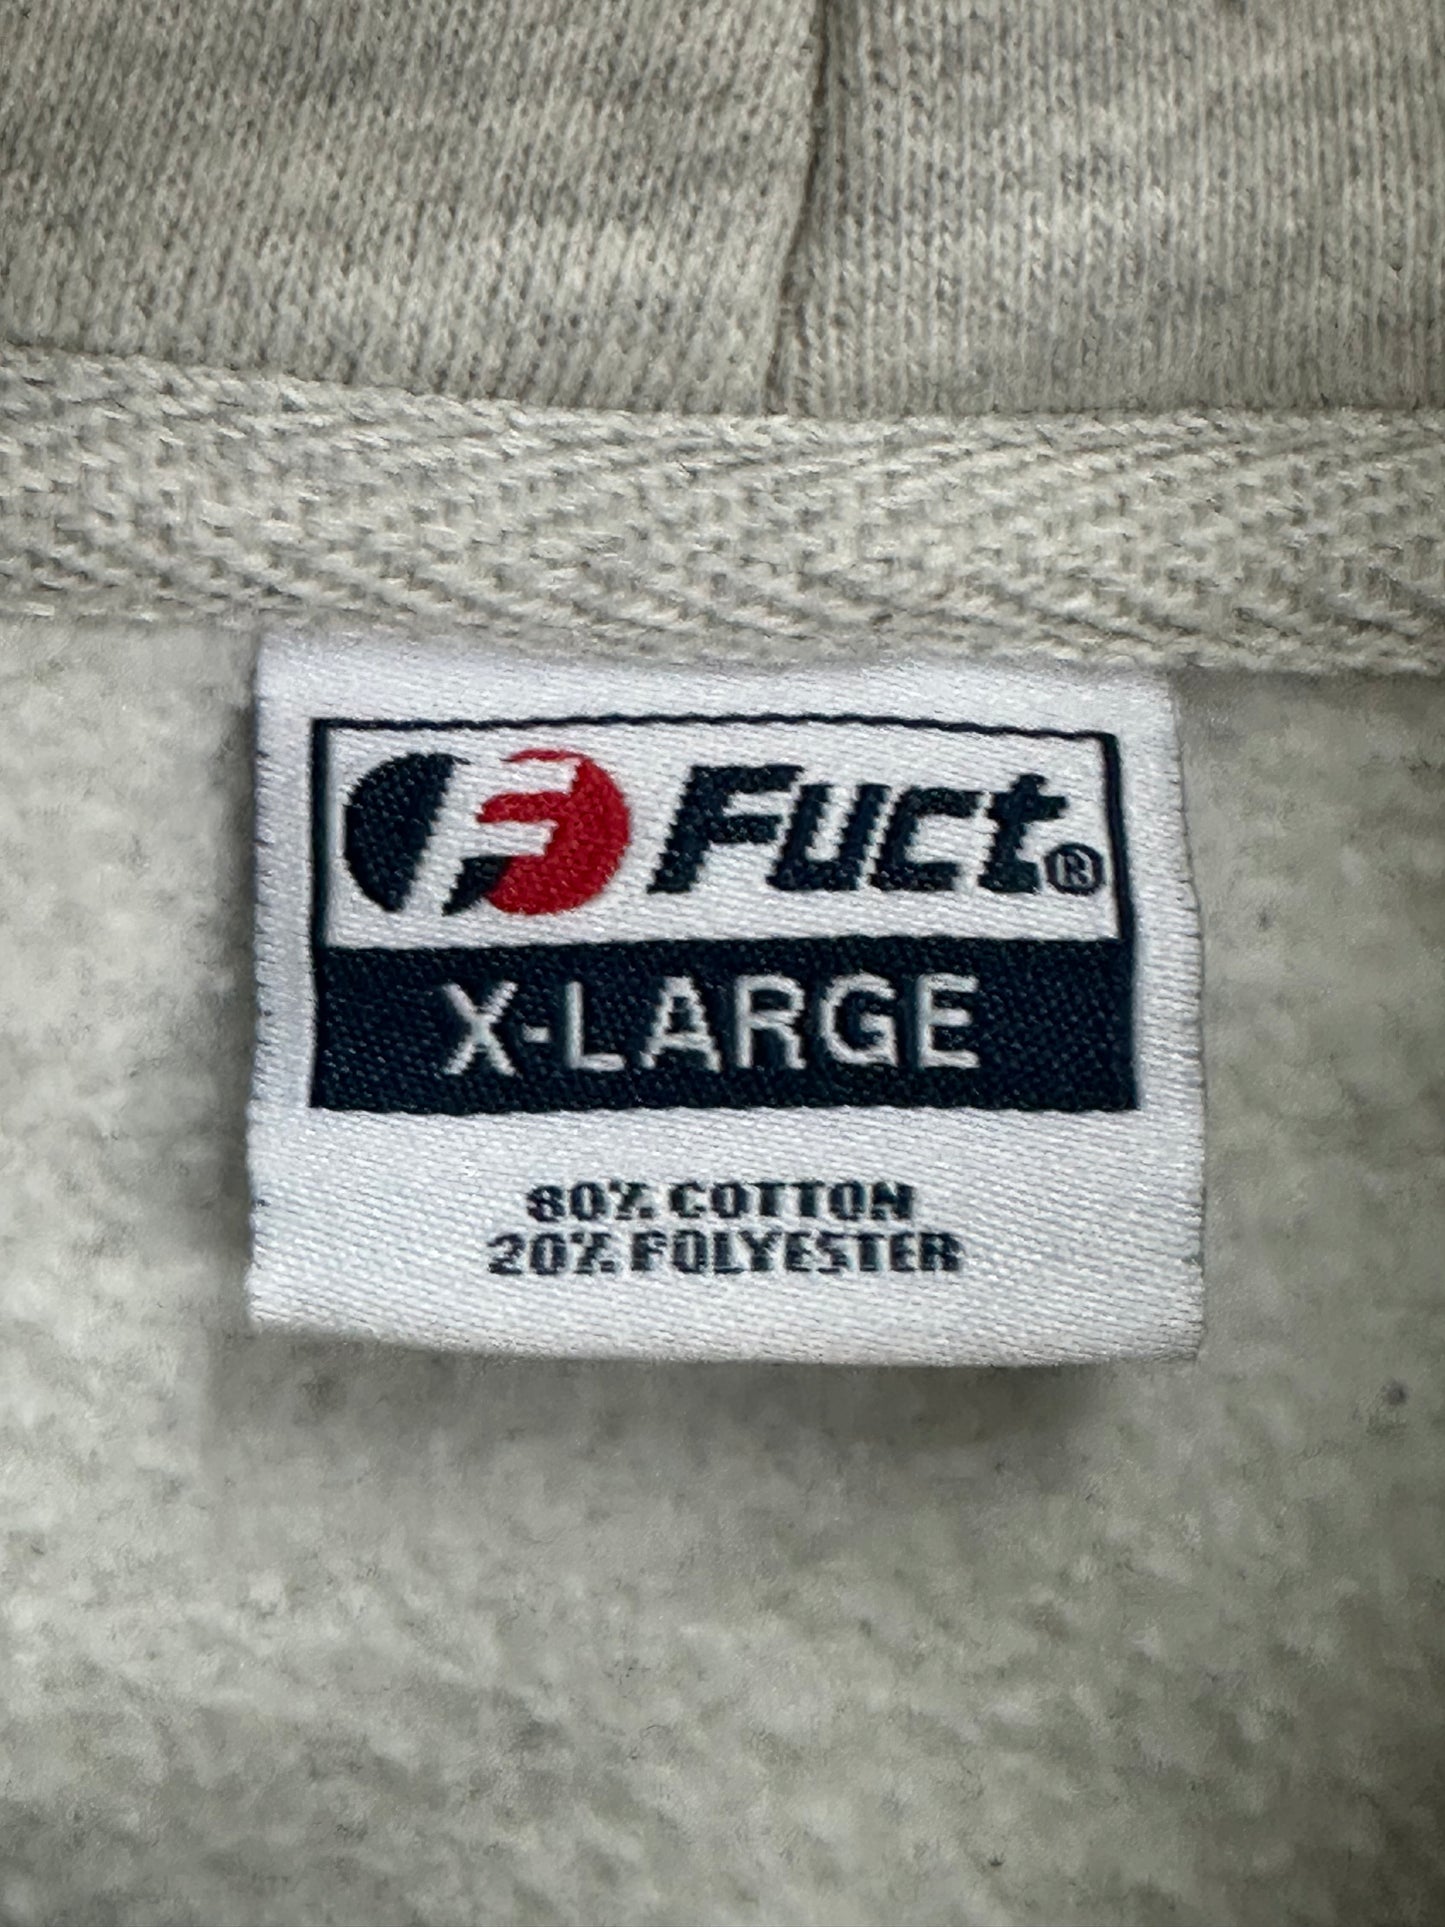 F Fuct®
X-LARGE
80% COTTON
20% POLYESTER